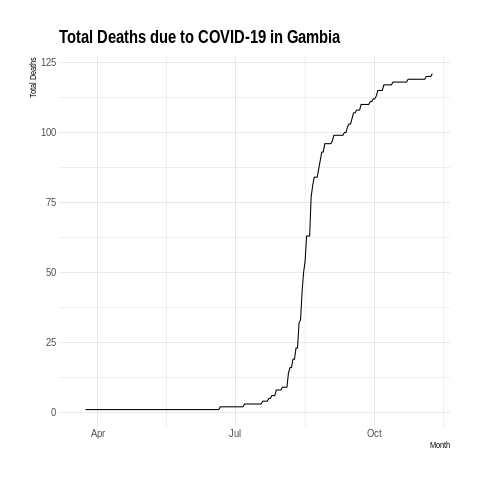 Total Deaths due to COVID-19 in Gambia
Total Deaths
125
100
75
50
25
0
Apr
Jul
Oct
Month